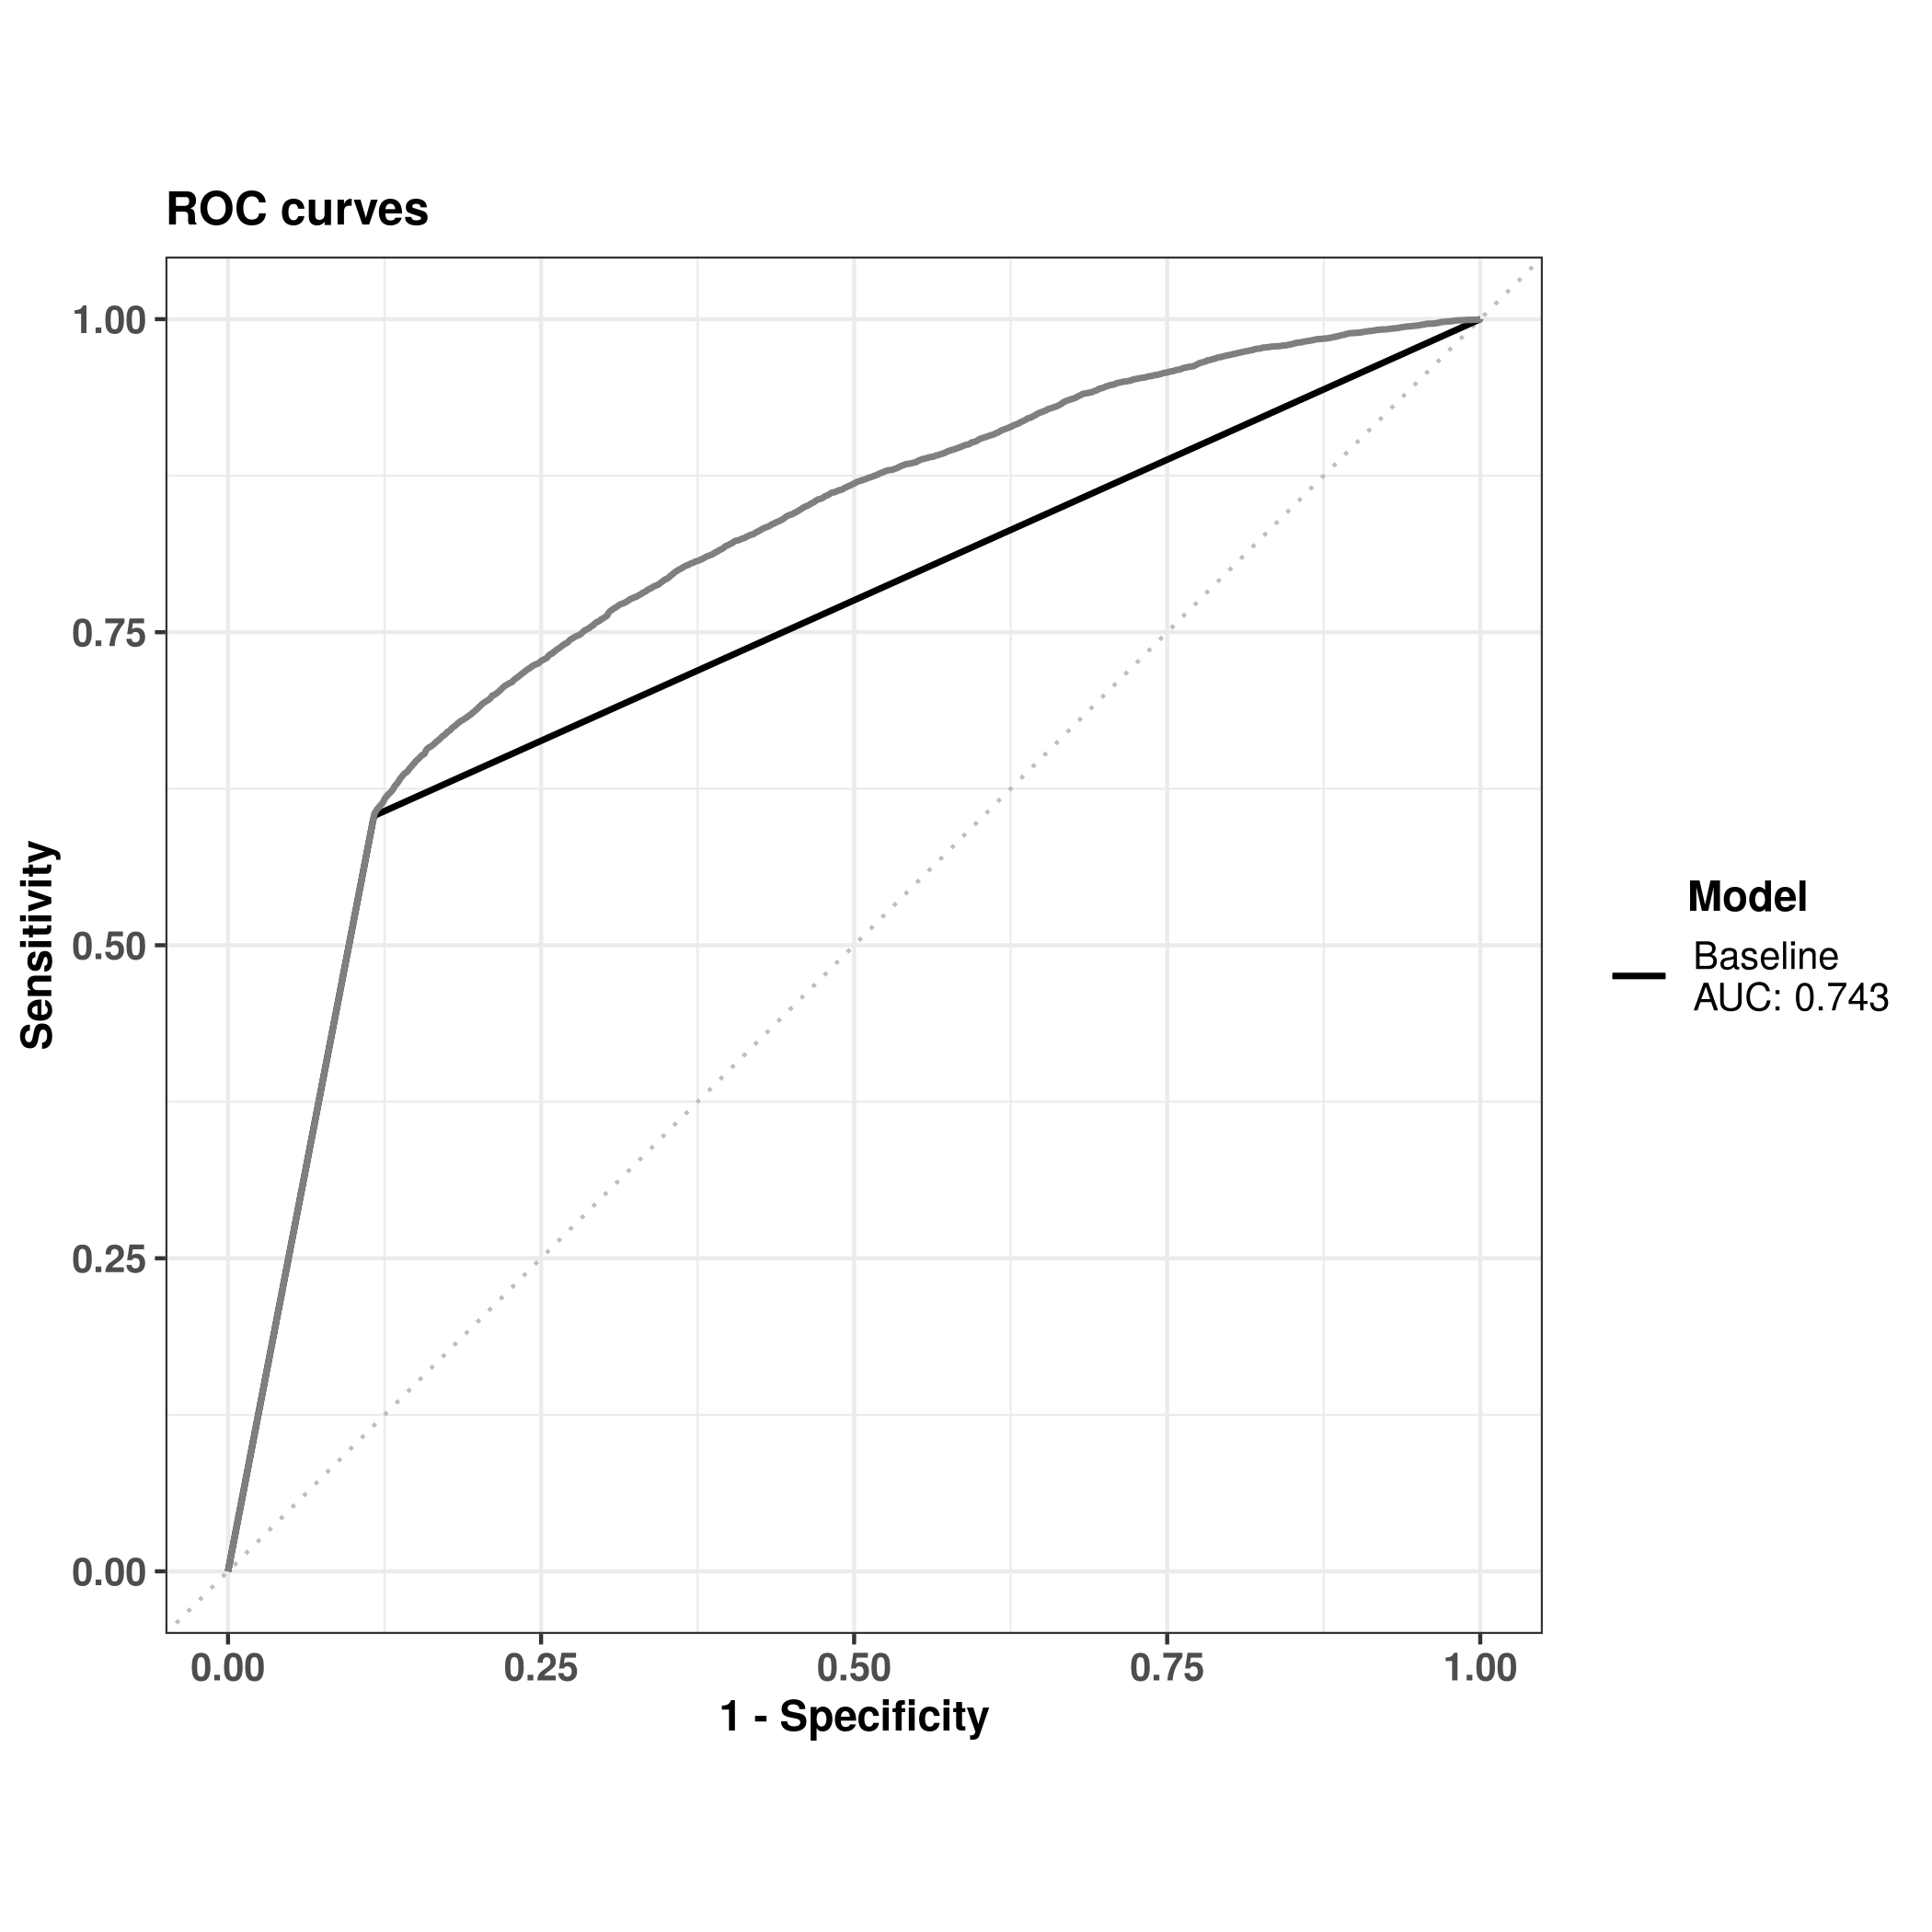 ROC curves
1.00
0.75
0.50
0.25
0.00
Sensitivity
0.00 0.25 0.50 0.75 1.00
1 - Specificity
Model
Baseline
AUC: 0.743